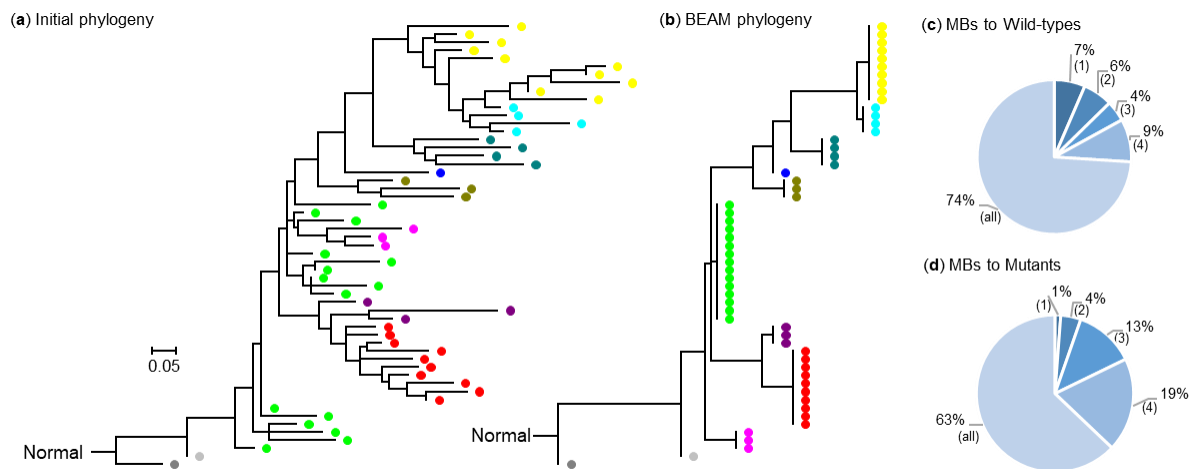 (a) Initial phylogeny
(b) BEAM phylogeny
(c) MBs to Wild-types
7%
(1)
6%
(2)
4%
(3)
9%
(4)
74%
(all)
(d) MBs to Mutants
1%
(1)
4%
(2)
13%
(3)
19%
(4)
63%
(all)
0.05
Normal
Normal